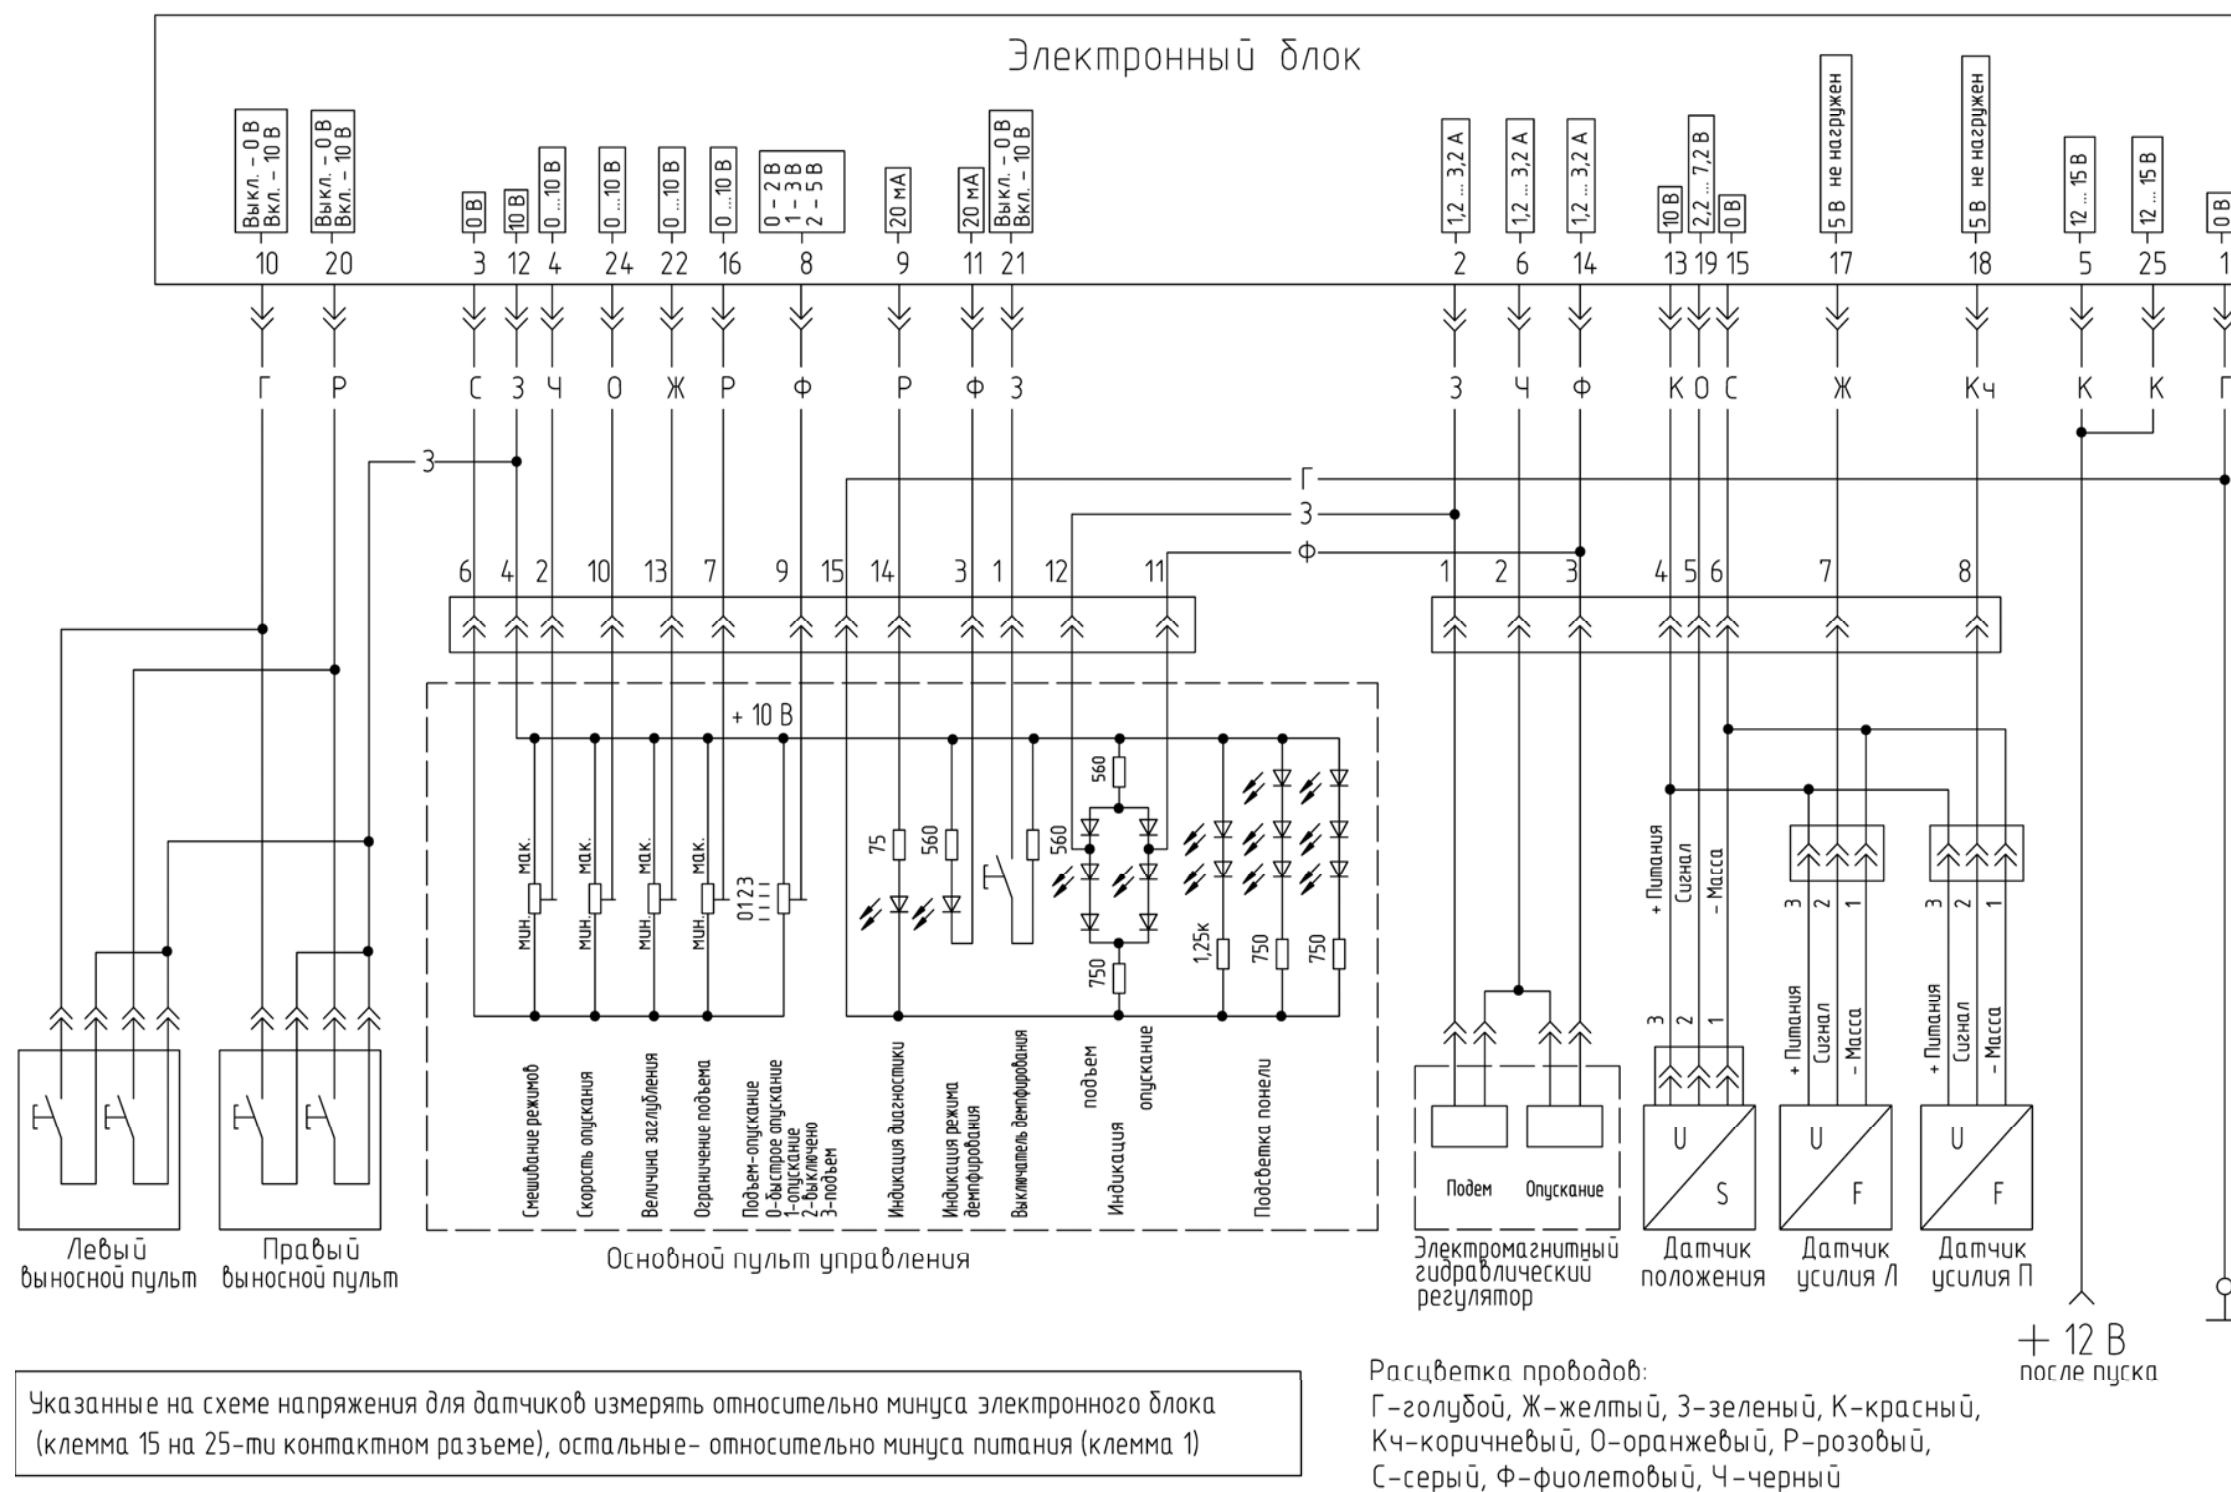 Электронный блок
Выкл. - 0 В
Вкл. - 10 В
Выкл. - 0 В
Вкл. - 10 В
0 В
10 В
0 ...10 В
0 ...10 В
0 ...10 В
0 ...10 В
0 - 2 В
1 - 3 В
2 - 5 В
20 мА
20 мА
Выкл. - 0 В
Вкл. - 10 В
1,2 ... 3,2 А
1,2 ... 3,2 А
1,2 ... 3,2 А
10 В
2,2 ... 7,2 В
0 В
5 В не нагружен
5 В не нагружен
12 ... 15 В
12 ... 15 В
0 В
10 20 3 12 4 24 22 16 8 9 11 21 2 6 14 13 19 15 17 18 5 25 1
Г Р С З Ч О Ж Р Ф Р Ф З З Ч Ф К О С Ж Кч К К Г
З
Г
З
Ф
6 4 2 10 13 7 9 15 14 3 1 12 11 1 2 3 4 5 6 7 8
+ 10 В
мин. мак.
мин. мак.
мин. мак.
мин. мак.
0 1 2 3
75
560
560
560
750
1,25к
750
750
+ Питания
Сигнал
- Масса
3
2
1
3
2
1
3
2
1
+ Питания
Сигнал
- Масса
+ Питания
Сигнал
- Масса
Смешивание режимов
Скорость опускания
Величина заглубления
Ограничение подъема
Подъем-опускание
0-быстрое опускание
1-опускание
2-выключено
3-подъем
Индикация диагностики
Индикация режима
демпфирования
Выключатель демпфирования
подъем
опускание
Индикация
Подсветка понели
U
S
U
F
U
F
Подем
Опускание
Левый
выносной пульт
Правый
выносной пульт
Основной пульт управления
Электромагнитный
гидравлический
регулятор
Датчик
положения
Датчик
усилия Л
Датчик
усилия П
+ 12 В
после пуска
Указанные на схеме напряжения для датчиков измерять относительно минуса электронного блока
(клемма 15 на 25-ти контактном разъеме), остальные- относительно минуса питания (клемма 1)
Расцветка проводов:
Г-голубой, Ж-желтый, З-зеленый, К-красный,
Кч-коричневый, О-оранжевый, Р-розовый,
С-серый, Ф-фиолетовый, Ч-черный